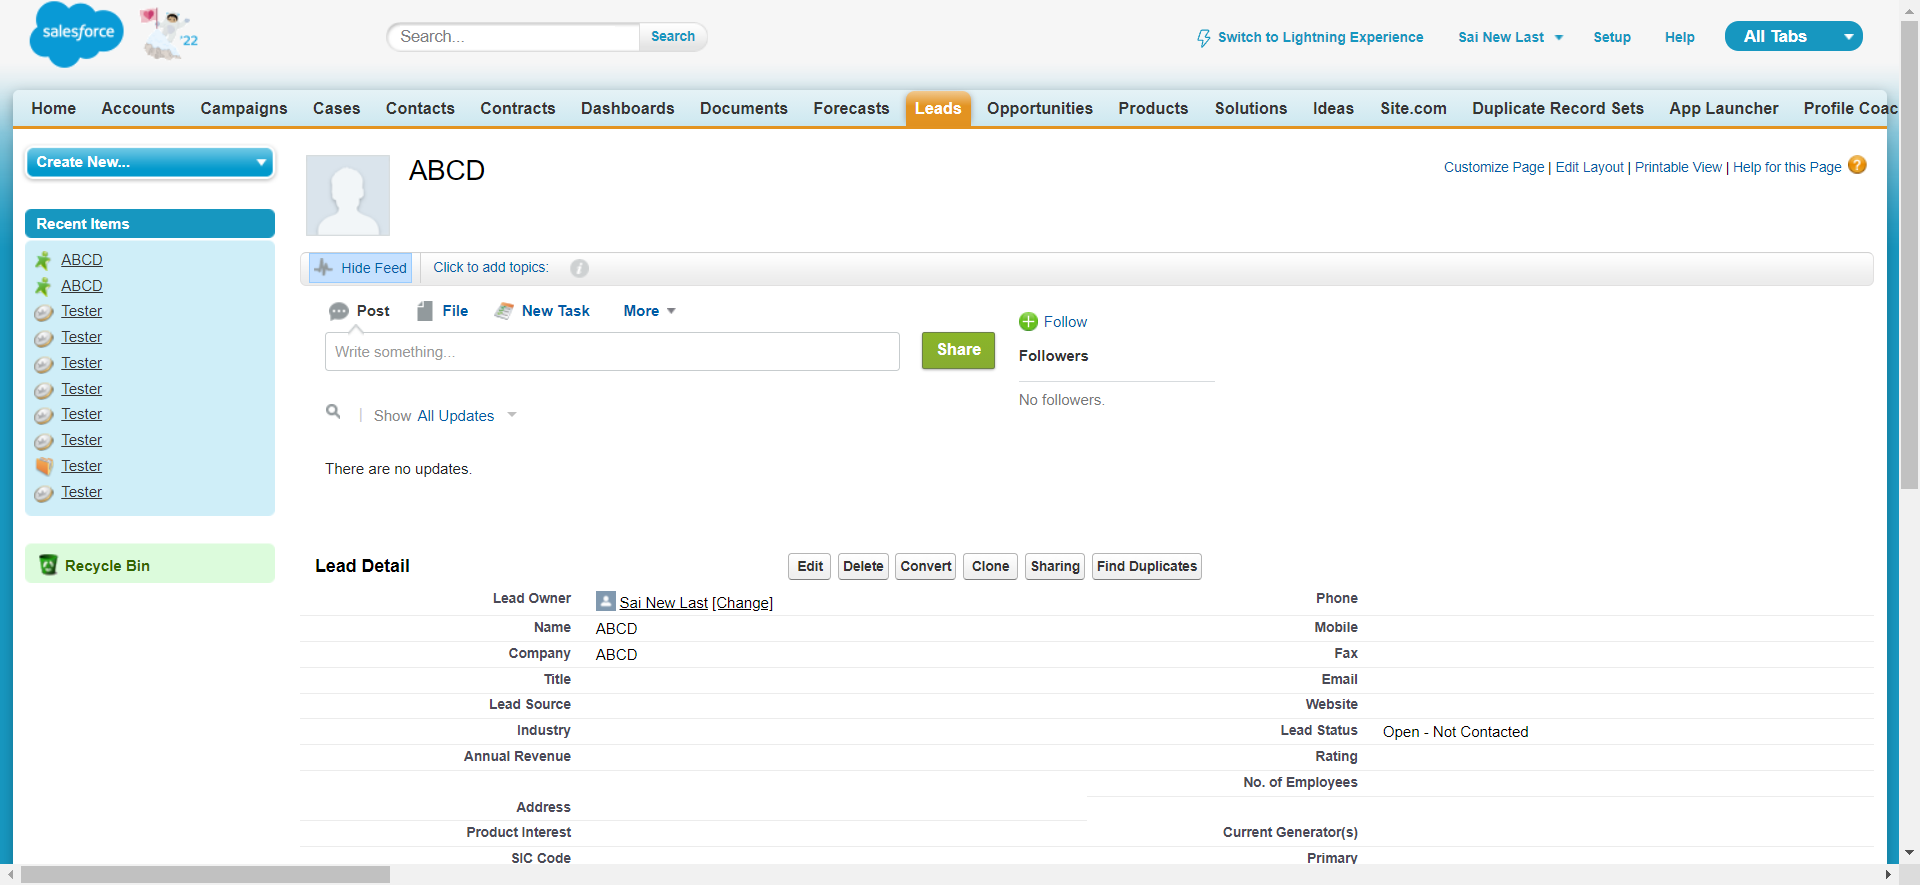 salesforce
'22
Search...
Search
Switch to Lightning Experience
Sai New Last
Setup
Help
All Tabs
Home Accounts Campaigns Cases Contacts Contracts Dashboards Documents Forecasts Leads Opportunities Products Solutions Ideas Site.com Duplicate Record Sets App Launcher Profile Coac
Create New...
ABCD
Customize Page | Edit Layout | Printable View | Help for this Page ?
Recent Items
ABCD
ABCD
Tester
Tester
Tester
Tester
Tester
Tester
Tester
Tester
Recycle Bin
Hide Feed
Click to add topics:
Post File New Task More
Write something...
Share
Follow
Followers
No followers.
Show All Updates
There are no updates.
Lead Detail
Edit Delete Convert Clone Sharing Find Duplicates
Lead Owner Sai New Last [Change] Phone
Name ABCD Mobile
Company ABCD Fax
Title Email
Lead Source Website
Industry Lead Status Open - Not Contacted
Annual Revenue Rating
No. of Employees
Address
Product Interest Current Generator(s)
SIC Code Primary